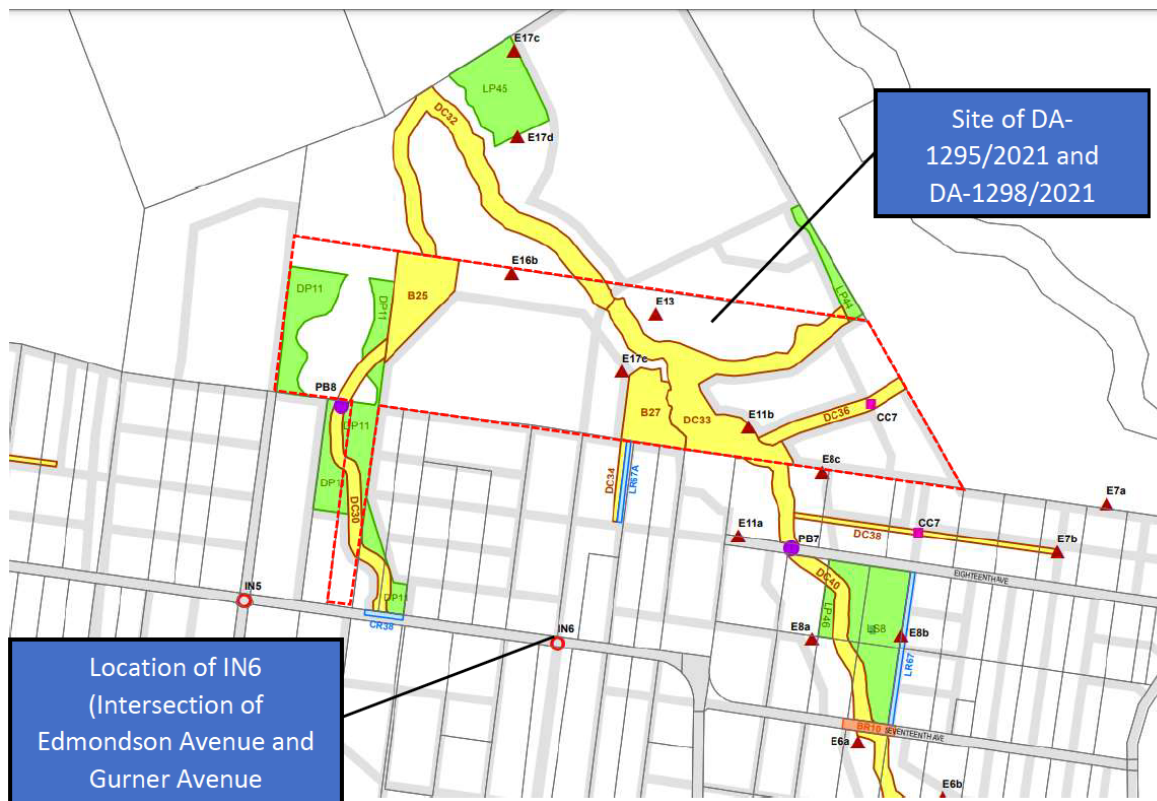 E17c
LP45
DC32
E17d
Site of DA-
1295/2021 and
DA-1298/2021
E16b
DP11
DP11
B25
E13
LP44
E17c
PB8
B27
DC33
E11b
DC36
CC7
DP11
DC34
LR67A
E8c
E7a
DP11
DC30
E11a
PB7
CC7
DC38
E7b
EIGHTEENTH AVE
DC40
LP46
IN5
DP11
CR38
IN6
E8a
LS8
E8b
LR67
Location of IN6
(Intersection of
Edmondson Avenue and
Gurner Avenue
BR10
SEVENTEENTH AVE
E6a
E6b